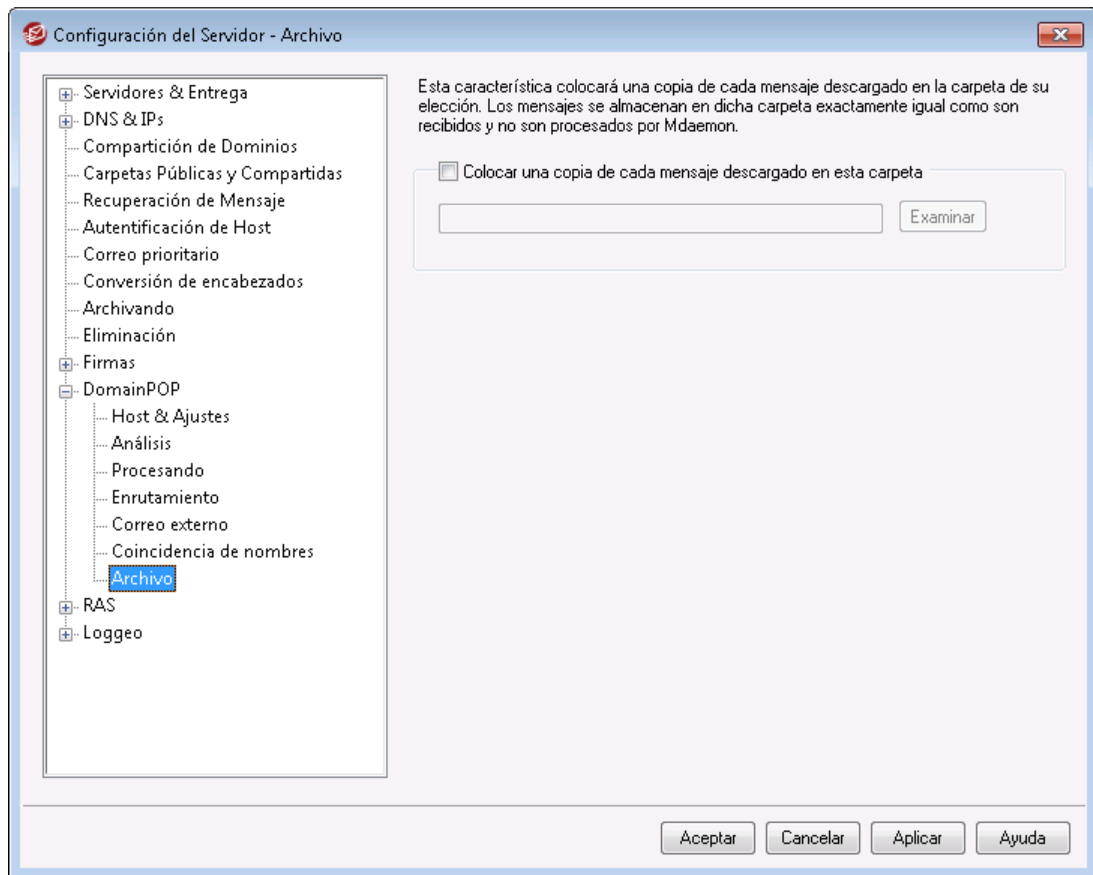 Configuración del Servidor - Archivo
Servidores & Entrega
DNS & IPs
Compartición de Dominios
Carpetas Públicas y Compartidas
Recuperación de Mensaje
Autentificación de Host
Correo prioritario
Conversión de encabezados
Archivando
Eliminación
Firmas
DomainPOP
Host & Ajustes
Análisis
Procesando
Enrutamiento
Correo externo
Coincidencia de nombres
Archivo
RAS
Loggeo
Esta característica colocará una copia de cada mensaje descargado en la carpeta de su
elección. Los mensajes se almacenan en dicha carpeta exactamente igual como son
recibidos y no son procesados por Mdaemon.
Colocar una copia de cada mensaje descargado en esta carpeta
Examinar
Aceptar Cancelar Aplicar Ayuda